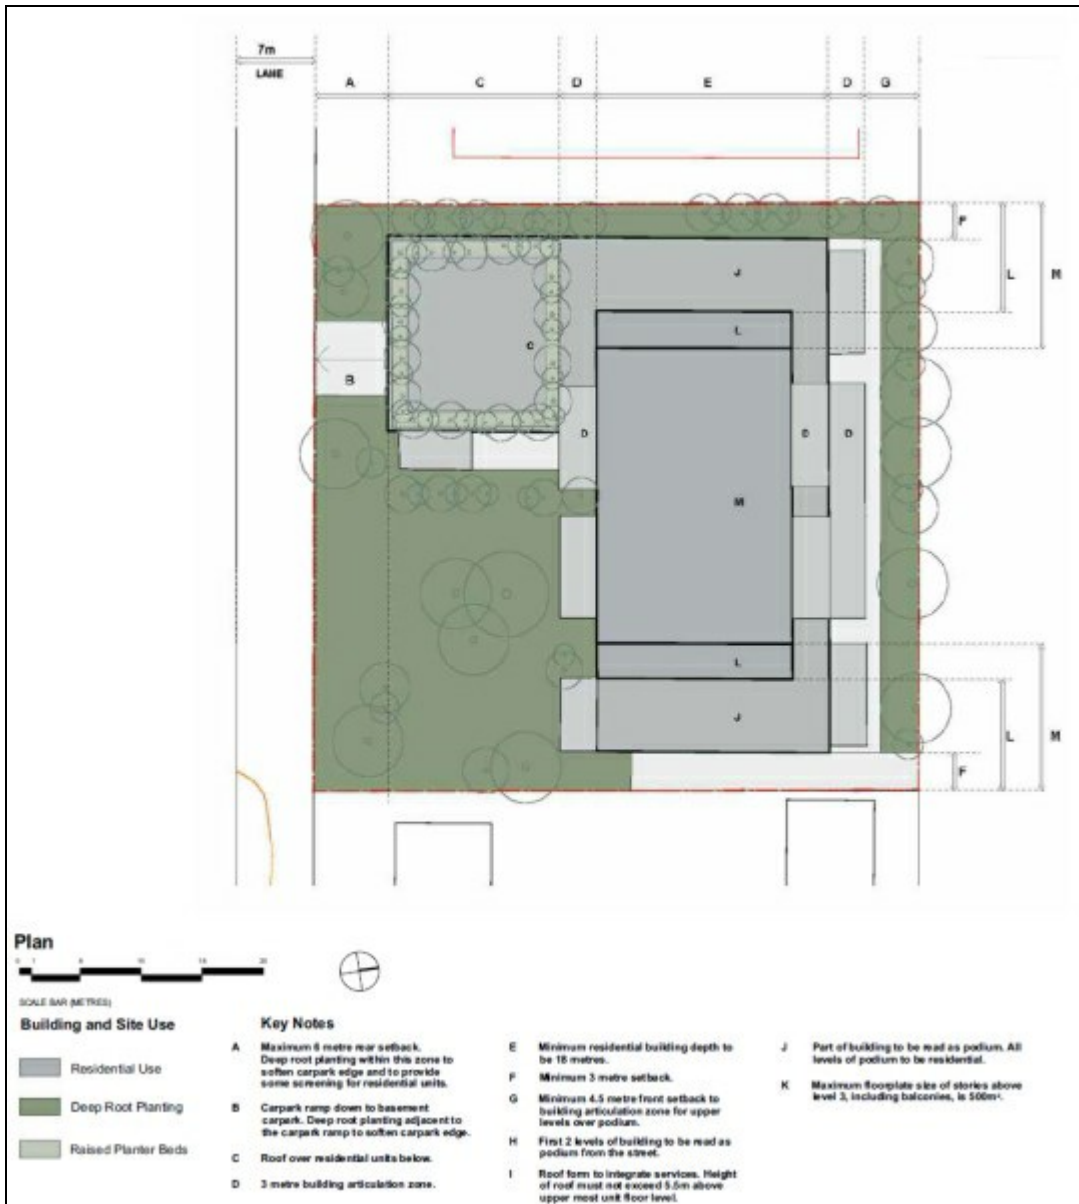 7m
LANE
A C D E D G
F
L M
J
L
C
B
D D D
M
L
J
L M
F
Plan
0 1 5 10 15 20
SCALE BAR (METRES)
Building and Site Use
Residential Use
Deep Root Planting
Raised Planter Beds
Key Notes
A Maximum 6 metre rear setback.
Deep root planting within this zone to
soften carpark edge and to provide
some screening for residential units.
B Carpark ramp down to basement
carpark. Deep root planting adjacent to
the carpark ramp to soften carpark edge.
C Roof over residential units below.
D 3 metre building articulation zone.
E Minimum residential building depth to
be 18 metres.
F Minimum 3 metre setback.
G Minimum 4.5 metre front setback to
building articulation zone for upper
levels over podium.
H First 2 levels of building to be read as
podium from the street.
I Roof form to integrate services. Height
of roof must not exceed 5.5m above
upper most unit floor level.
J Part of building to be read as podium. All
levels of podium to be residential.
K Maximum floorplate size of stories above
level 3, including balconies, is 500m².